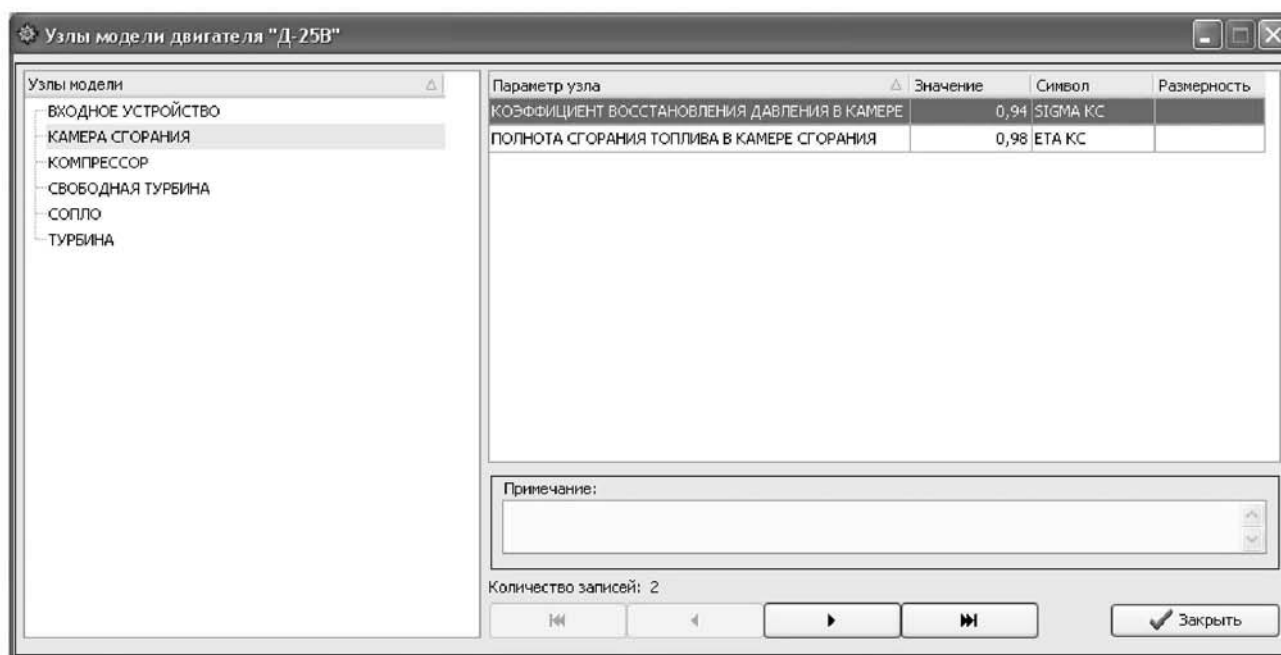 Узлы модели двигателя "Д-25В"
Узлы модели
ВХОДНОЕ УСТРОЙСТВО
КАМЕРА СГОРАНИЯ
КОМПРЕССОР
СВОБОДНАЯ ТУРБИНА
СОПЛО
ТУРБИНА
Параметр узла Значение Символ Размерность
КОЭФФИЦИЕНТ ВОССТАНОВЛЕНИЯ ДАВЛЕНИЯ В КАМЕРЕ 0,94 SIGMA КС
ПОЛНОТА СГОРАНИЯ ТОПЛИВА В КАМЕРЕ СГОРАНИЯ 0,98 ETA КС
Примечание:
Количество записей: 2
Закрыть